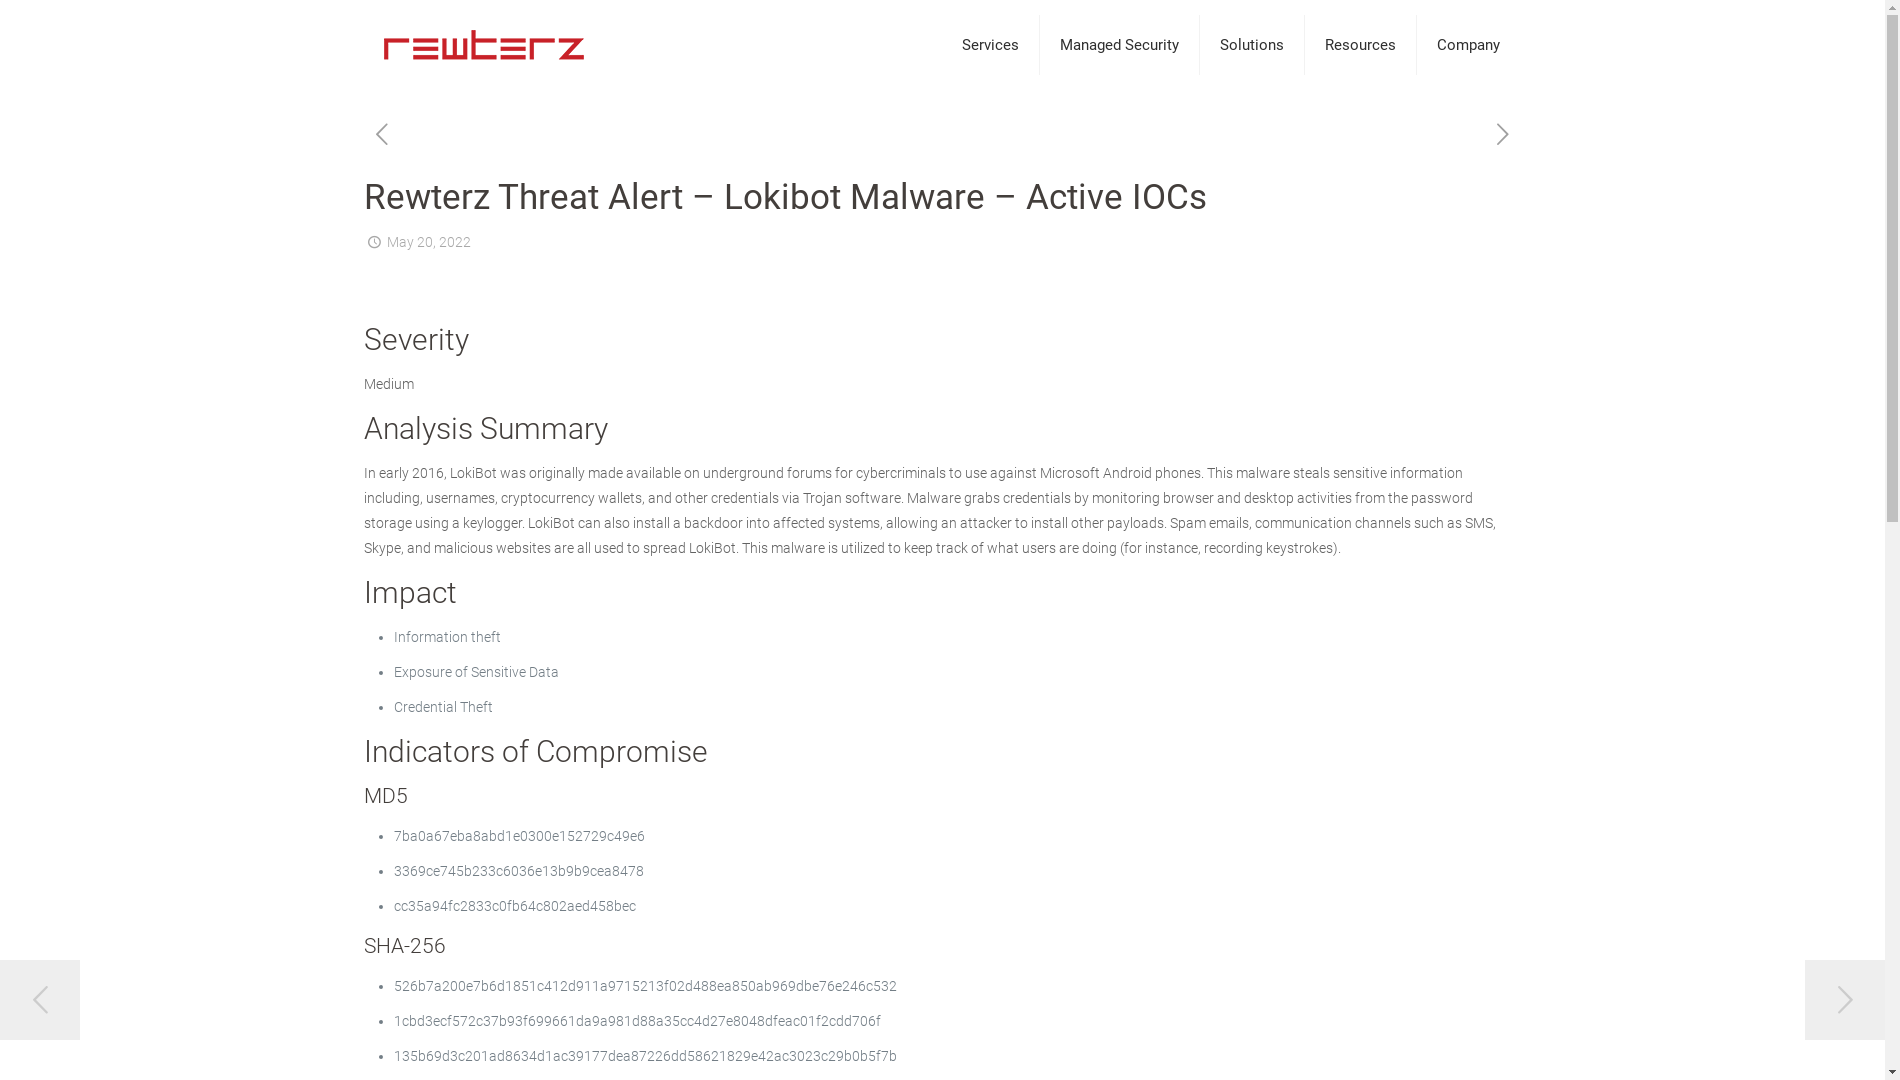 rewterz
Services
Managed Security
Solutions
Resources
Company
Rewterz Threat Alert – Lokibot Malware – Active IOCs
May 20, 2022
Severity
Medium
Analysis Summary
In early 2016, LokiBot was originally made available on underground forums for cybercriminals to use against Microsoft Android phones. This malware steals sensitive information
including, usernames, cryptocurrency wallets, and other credentials via Trojan software. Malware grabs credentials by monitoring browser and desktop activities from the password
storage using a keylogger. LokiBot can also install a backdoor into affected systems, allowing an attacker to install other payloads. Spam emails, communication channels such as SMS,
Skype, and malicious websites are all used to spread LokiBot. This malware is utilized to keep track of what users are doing (for instance, recording keystrokes).
Impact
Information theft
Exposure of Sensitive Data
Credential Theft
Indicators of Compromise
MD5
7ba0a67eba8abd1e0300e152729c49e6
3369ce745b233c6036e13b9b9cea8478
cc35a94fc2833c0fb64c802aed458bec
SHA-256
526b7a200e7b6d1851c412d911a9715213f02d488ea850ab969dbe76e246c532
1cbd3ecf572c37b93f699661da9a981d88a35cc4d27e8048dfeac01f2cdd706f
135b69d3c201ad8634d1ac39177dea87226dd58621829e42ac3023c29b0b5f7b